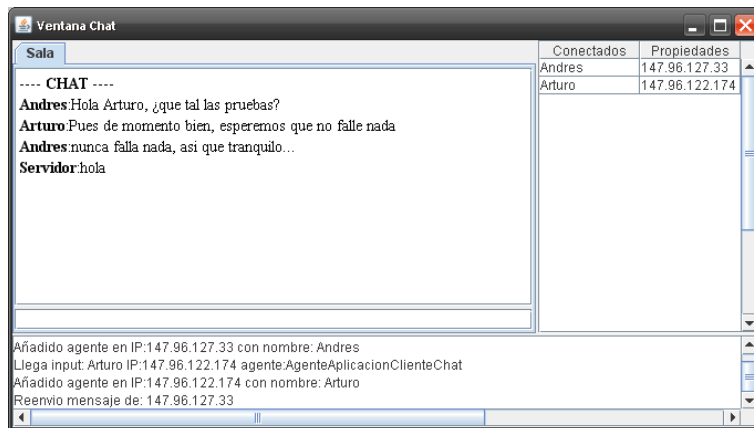 Ventana Chat
Sala
---- CHAT ----
Andres:Hola Arturo, ¿que tal las pruebas?
Arturo:Pues de momento bien, esperemos que no falle nada
Andres:nunca falla nada, asi que tranquilo...
Servidor:hola
Conectados Propiedades
Andres 147.96.127.33
Arturo 147.96.122.174
Añadido agente en IP:147.96.127.33 con nombre: Andres
Llega input: Arturo IP:147.96.122.174 agente:AgenteAplicacionClienteChat
Añadido agente en IP:147.96.122.174 con nombre: Arturo
Reenvio mensaje de: 147.96.127.33